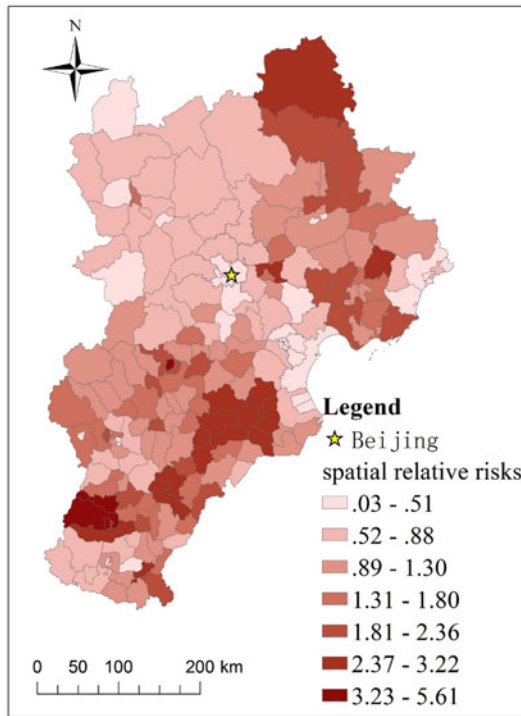 N
Legend
Beijing
spatial relative risks
.03 - .51
.52 - .88
.89 - 1.30
1.31 - 1.80
1.81 - 2.36
2.37 - 3.22
3.23 - 5.61
0 50 100 200 km